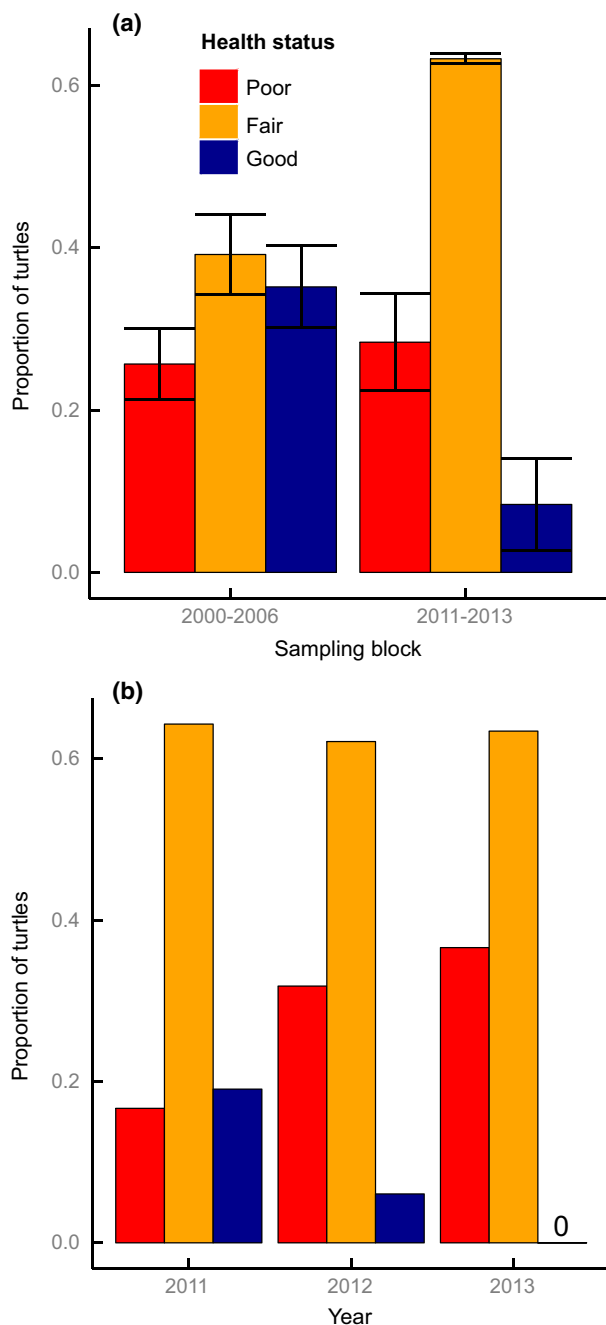 (a)
Health status
Poor
Fair
Good
0.6
0.4
0.2
0.0
Proportion of turtles
2000-2006 2011-2013
Sampling block
(b)
0.6
0.4
0.2
0.0
Proportion of turtles
0
2011 2012 2013
Year